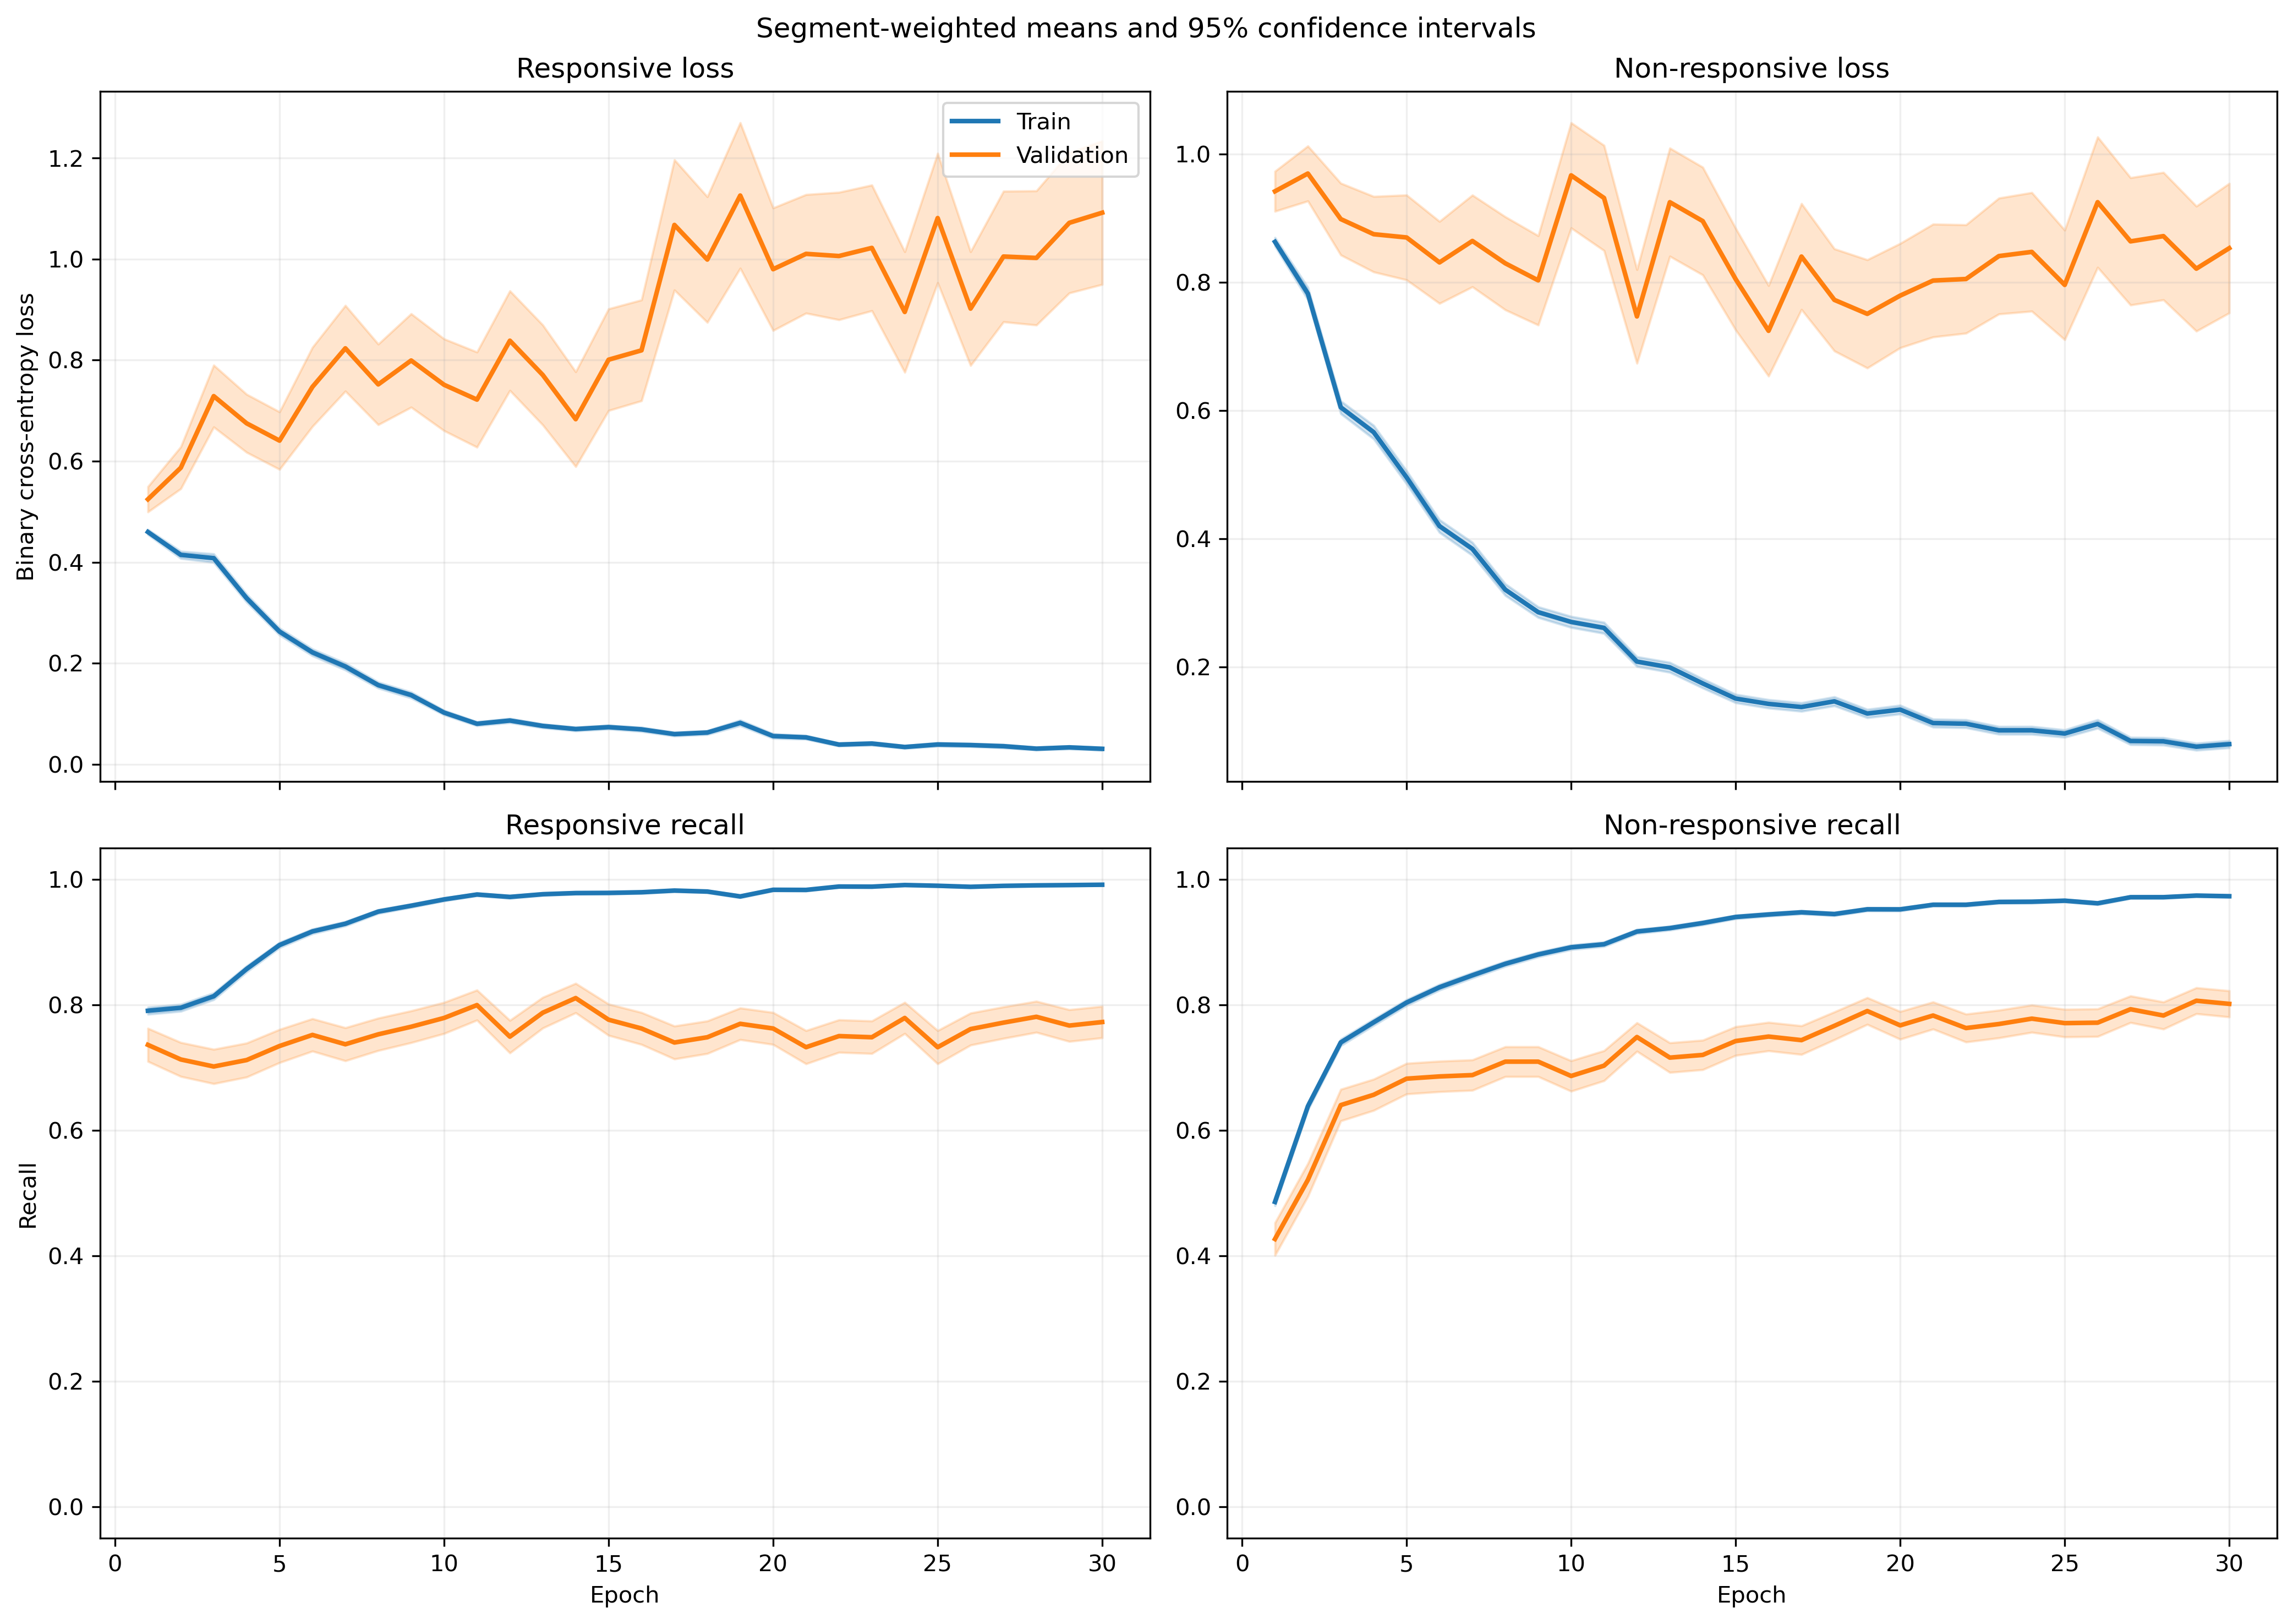 Segment-weighted means and 95% confidence intervals
Responsive loss
Non-responsive loss
Train
Validation
Binary cross-entropy loss
1.2
1.0
0.8
0.6
0.4
0.2
0.0
1.0
0.8
0.6
0.4
0.2
Responsive recall
Non-responsive recall
Recall
1.0
0.8
0.6
0.4
0.2
0.0
0 5 10 15 20 25 30
Epoch
1.0
0.8
0.6
0.4
0.2
0.0
0 5 10 15 20 25 30
Epoch